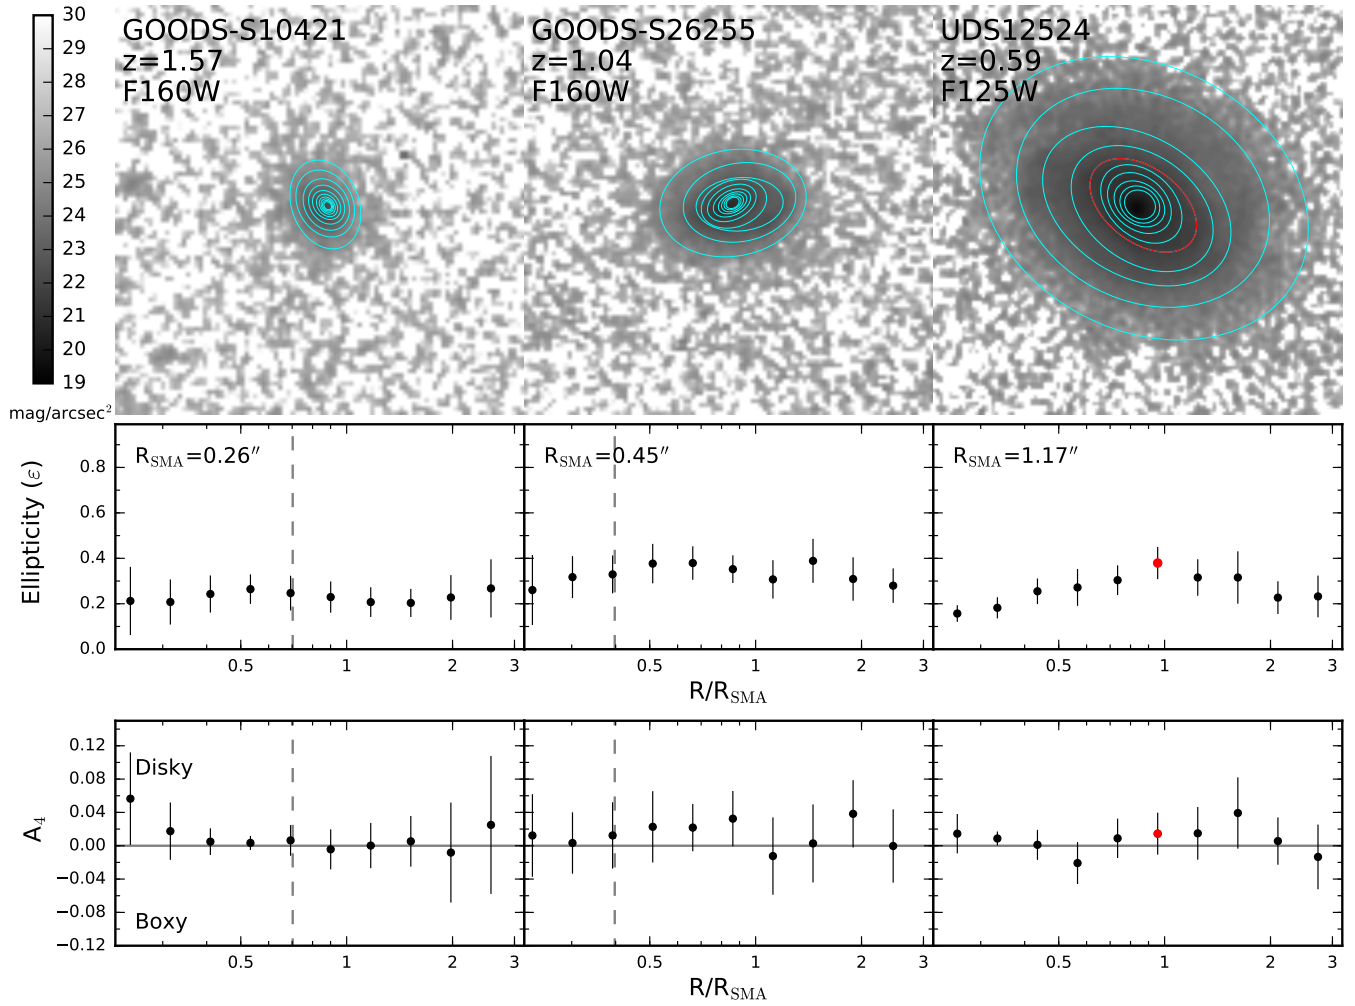 30
29
28
27
26
25
24
23
22
21
20
19
mag/arcsec²
GOODS-S10421
z=1.57
F160W
GOODS-S26255
z=1.04
F160W
UDS12524
z=0.59
F125W
Ellipticity (ε)
0.8
0.6
0.4
0.2
0.0
R_SMA=0.26″
R_SMA=0.45″
R_SMA=1.17″
0.5 1 2 3
0.5 1 2 3
0.5 1 2 3
R/R_SMA
A₄
0.12
0.08
0.04
0.00
−0.04
−0.08
−0.12
Disky
Boxy
0.5 1 2 3
0.5 1 2 3
0.5 1 2 3
R/R_SMA